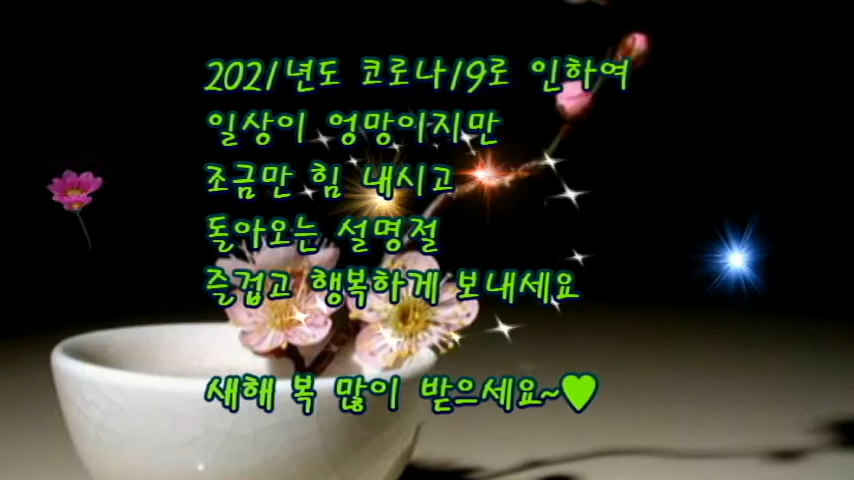 2021년도 코로나19로 인하여
일상이 엉망이지만
조금만 힘 내시고
돌아오는 설명절
즐겁고 행복하게 보내세요
새해 복 많이 받으세요~♥